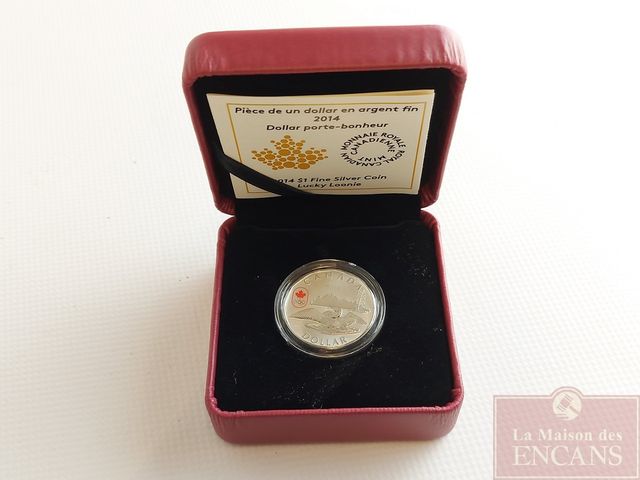 Pièce de un dollar en argent fin
2014
Dollar porte-bonheur
MONNAIE ROYALE CANADIENNE
ROYAL CANADIAN MINT
2014 $1 Fine Silver Coin
Lucky Loonie
CANADA
DOLLAR
La Maison des
ENCANS